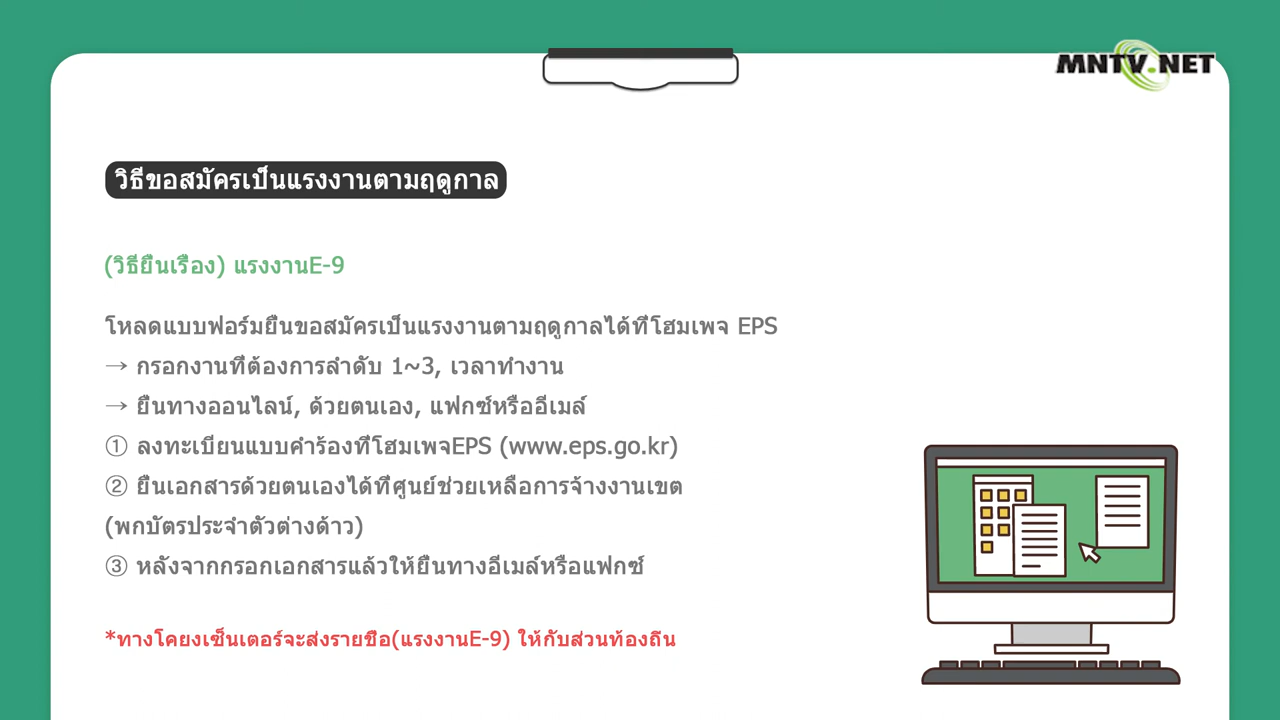 MNTV.NET
วิธีขอสมัครเป็นแรงงานตามฤดูกาล
(วิธียื่นเรื่อง) แรงงานE-9
โหลดแบบฟอร์มยื่นขอสมัครเป็นแรงงานตามฤดูกาลได้ที่โฮมเพจ EPS
→ กรอกงานที่ต้องการลำดับ 1~3, เวลาทำงาน
→ ยื่นทางออนไลน์, ด้วยตนเอง, แฟกซ์หรืออีเมล์
① ลงทะเบียนแบบคำร้องที่โฮมเพจEPS (www.eps.go.kr)
② ยื่นเอกสารด้วยตนเองได้ที่ศูนย์ช่วยเหลือการจ้างงานเขต
(พกบัตรประจำตัวต่างด้าว)
③ หลังจากกรอกเอกสารแล้วให้ยื่นทางอีเมล์หรือแฟกซ์
*ทางโคยงเซ็นเตอร์จะส่งรายชื่อ(แรงงานE-9) ให้กับส่วนท้องถิ่น